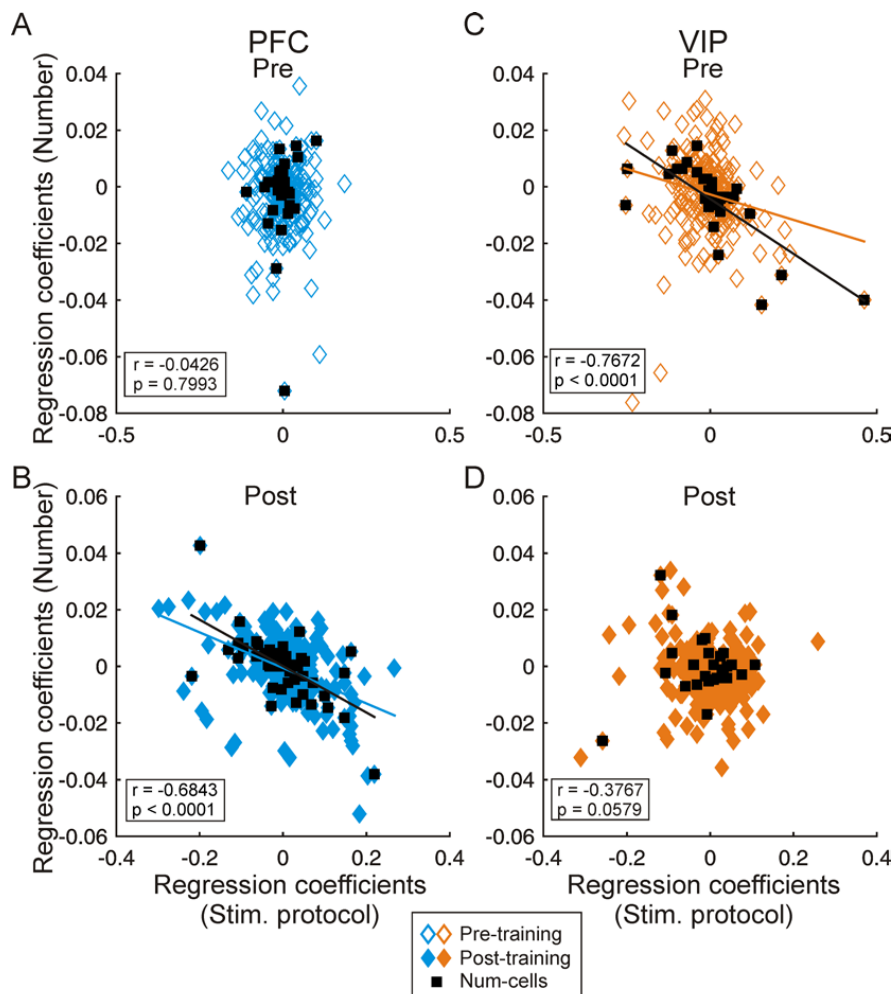 A
PFC
Pre
Regression coefficients (Number)
0.04
0.02
0
-0.02
-0.04
-0.06
-0.08
r = -0.0426
p = 0.7993
-0.5
0
0.5
C
VIP
Pre
0.04
0.02
0
-0.02
-0.04
-0.06
-0.08
r = -0.7672
p < 0.0001
-0.5
0
0.5
B
Post
Regression coefficients (Number)
0.06
0.04
0.02
0
-0.02
-0.04
-0.06
r = -0.6843
p < 0.0001
-0.4
-0.2
0
0.2
0.4
Regression coefficients
(Stim. protocol)
D
Post
0.06
0.04
0.02
0
-0.02
-0.04
-0.06
r = -0.3767
p = 0.0579
-0.4
-0.2
0
0.2
0.4
Regression coefficients
(Stim. protocol)
Pre-training
Post-training
Num-cells